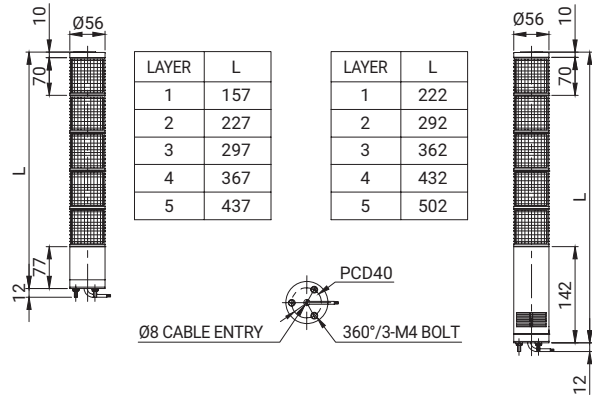 10
Ø56
70
L
77
12
LAYER L
1 157
2 227
3 297
4 367
5 437
LAYER L
1 222
2 292
3 362
4 432
5 502
Ø56
10
70
L
142
12
PCD40
Ø8 CABLE ENTRY
360°/3-M4 BOLT